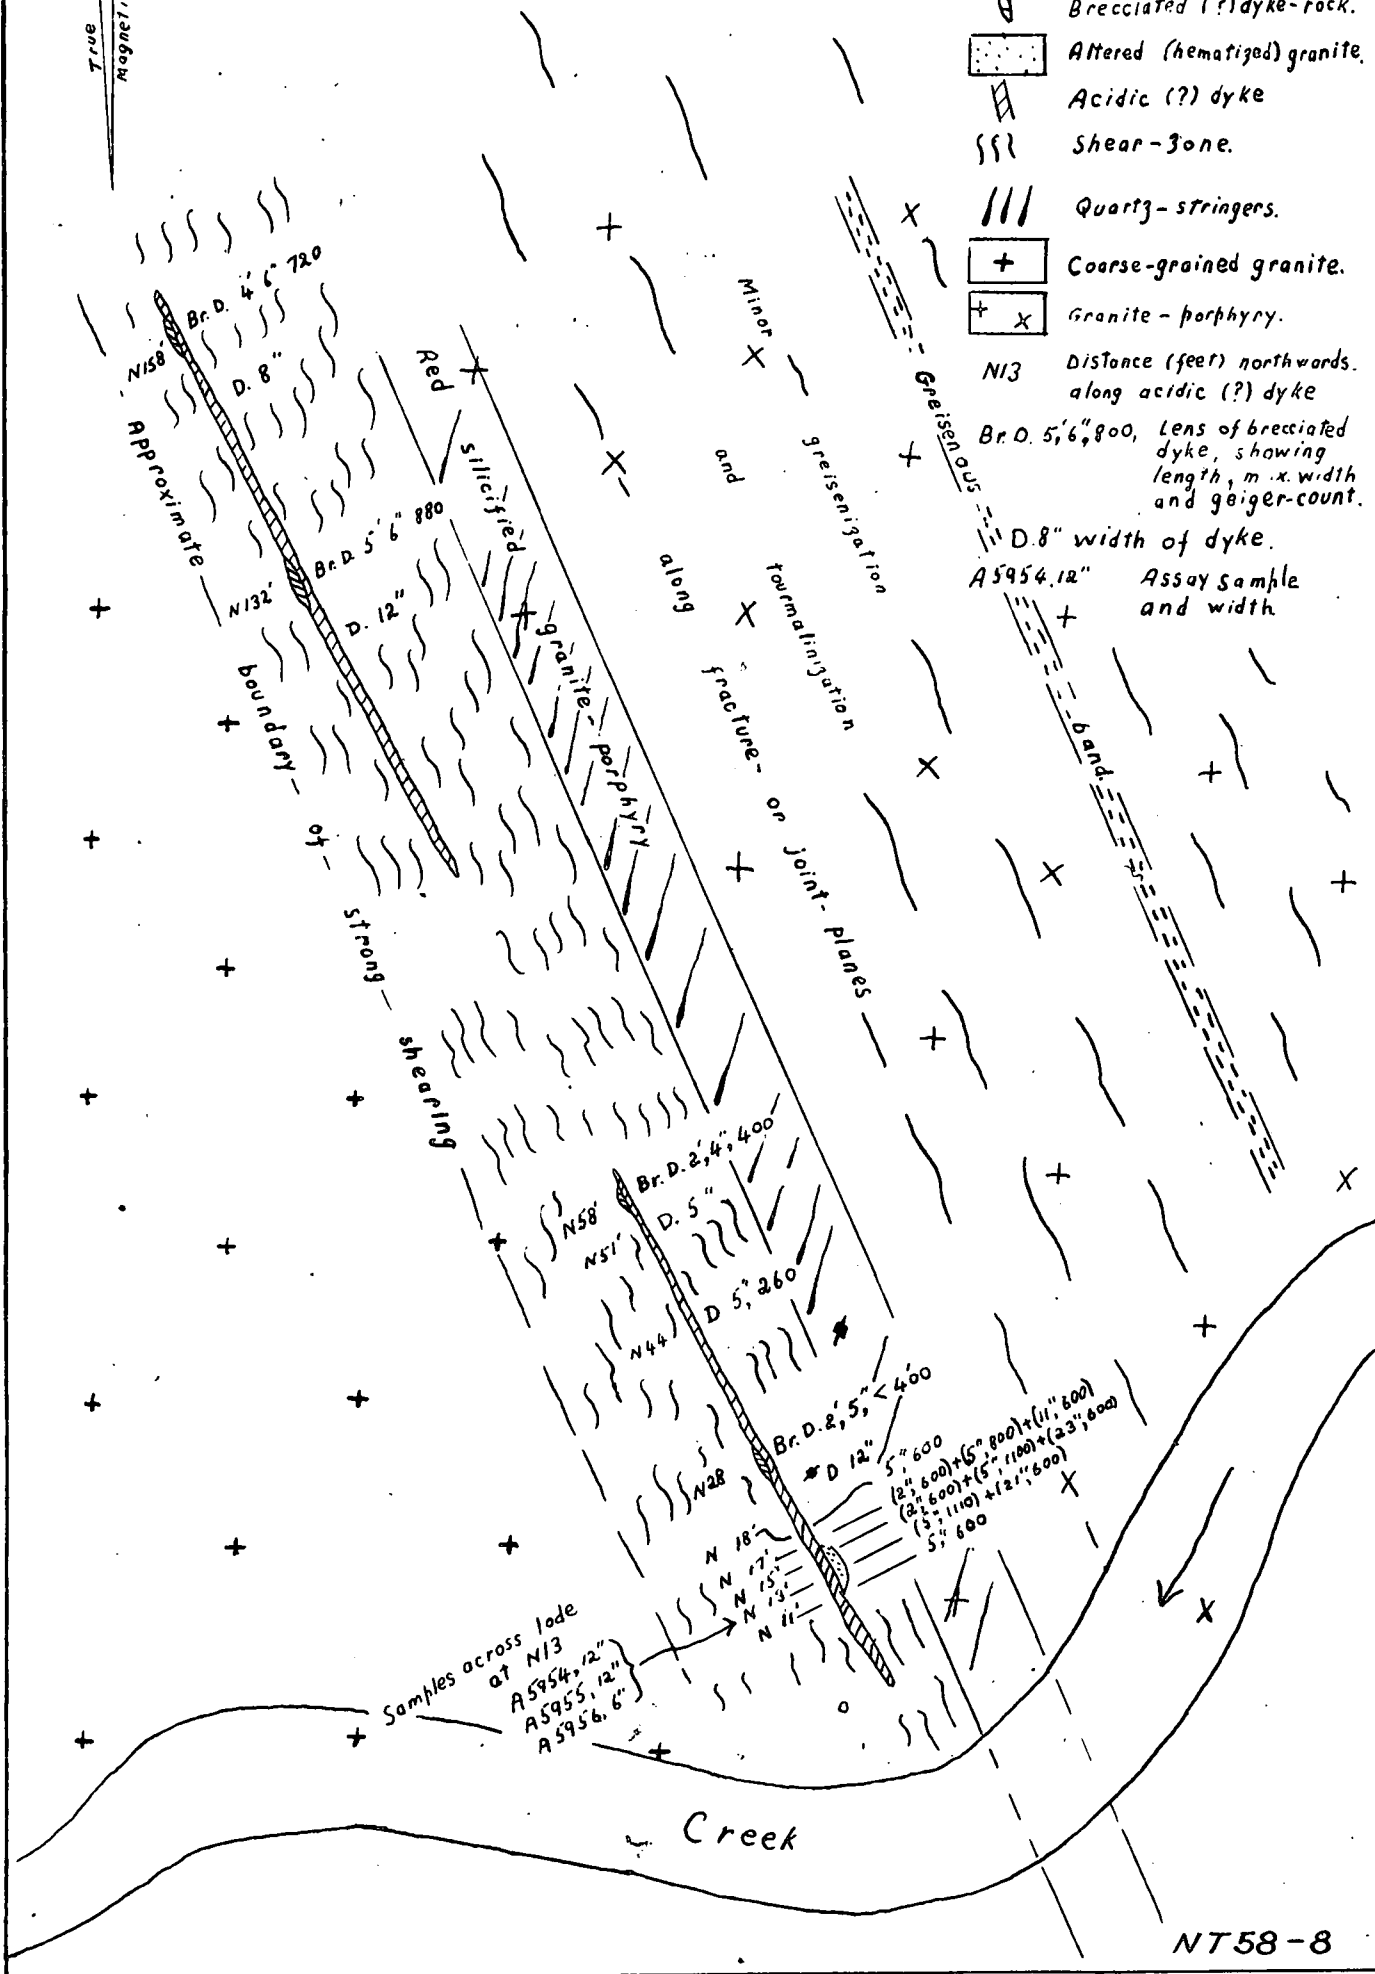 True
Magneti
Brecciated (?) dyke-rock.
Altered (hematized) granite.
Acidic (?) dyke
Shear-zone.
Quartz-stringers.
Coarse-grained granite.
Granite-porphyry.
N13 Distance (feet) northwards.
along acidic (?) dyke
Br. D. 5', 6", 800, Lens of brecciated
dyke, showing
length, m .x. width
and geiger-count.
D.8" width of dyke.
A5954.12" Assay sample
and width
Br. D. 4' 6" 720
N158'
D. 8"
Approximate boundary of strong shearing
Br. D. 5' 6" 880
N132'
D. 12"
Red silicified granite-porphyry
Minor greisenization
and tourmalinization
along fracture- or joint-planes
Greisenous band.
Br. D. 2', 4", 400
N58'
D. 5"
N51'
D 5", 260
N44
Br. D. 2', 5", < 400
D 12"
N28
5", 600
(2", 600)+(5", 800)+(11", 600)
(2", 600)+(5", 1100)+(23", 600)
(5", 1110)+(21", 600)
5", 600
N 18'
N 17'
N 15'
N 13'
N 11'
Samples across lode
at N13
A5954, 12"
A5955, 12"
A5956, 6"
Creek
NT58-8